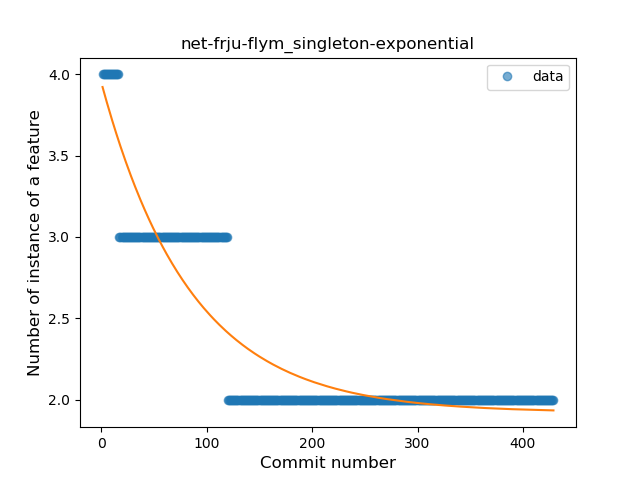 net-frju-flym_singleton-exponential
data
Number of instance of a feature
4.0
3.5
3.0
2.5
2.0
0
100
200
300
400
Commit number